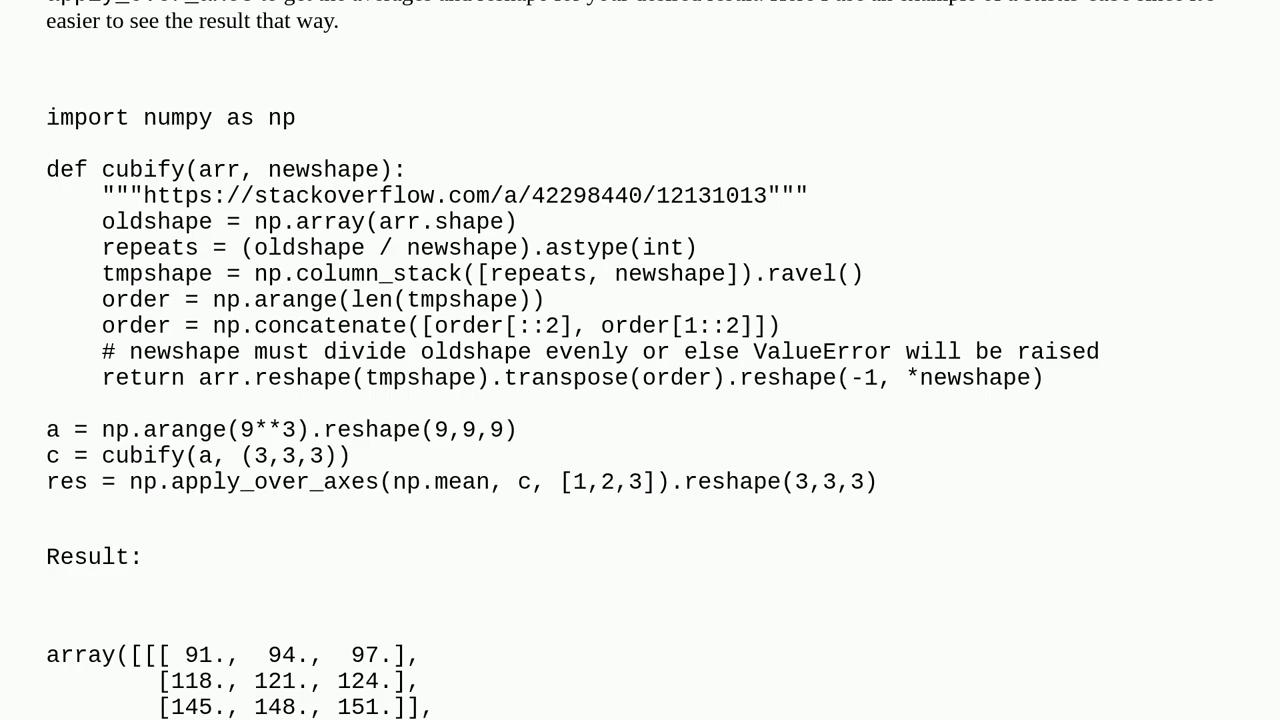 easier to see the result that way.
import numpy as np
def cubify(arr, newshape):
    """https://stackoverflow.com/a/42298440/12131013"""
    oldshape = np.array(arr.shape)
    repeats = (oldshape / newshape).astype(int)
    tmpshape = np.column_stack([repeats, newshape]).ravel()
    order = np.arange(len(tmpshape))
    order = np.concatenate([order[::2], order[1::2]])
    # newshape must divide oldshape evenly or else ValueError will be raised
    return arr.reshape(tmpshape).transpose(order).reshape(-1, *newshape)
a = np.arange(9**3).reshape(9,9,9)
c = cubify(a, (3,3,3))
res = np.apply_over_axes(np.mean, c, [1,2,3]).reshape(3,3,3)
Result:
array([[[ 91.,  94.,  97.],
        [118., 121., 124.],
        [145., 148., 151.]],